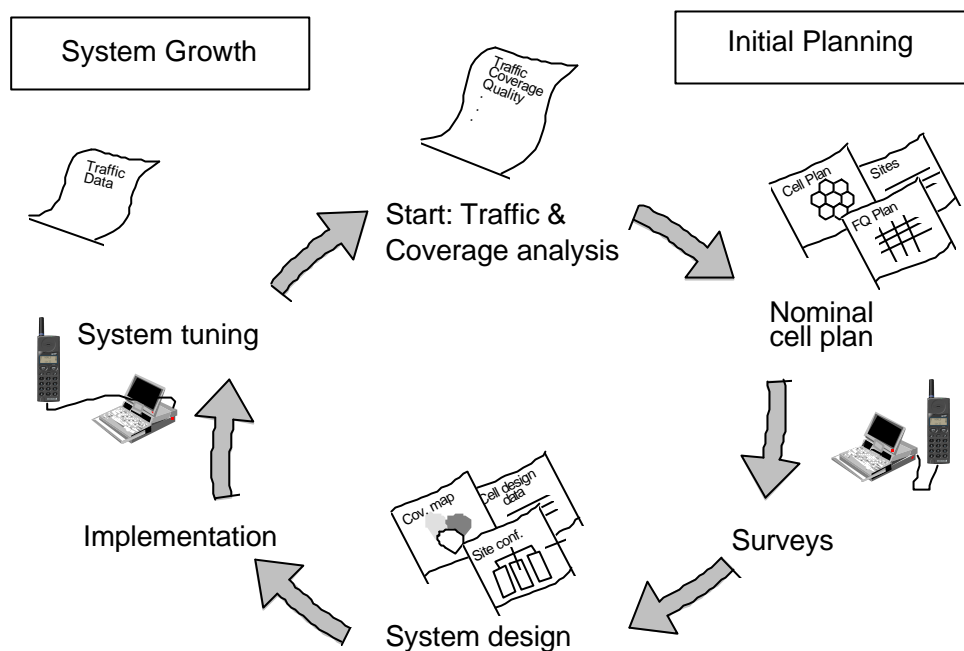 System Growth
Initial Planning
Traffic
Coverage
Quality
Traffic
Data
Cell Plan
Sites
FQ. Plan
Start: Traffic &
Coverage analysis
Nominal
cell plan
System tuning
Cov. map
Cell design
data
Site conf.
Implementation
Surveys
System design